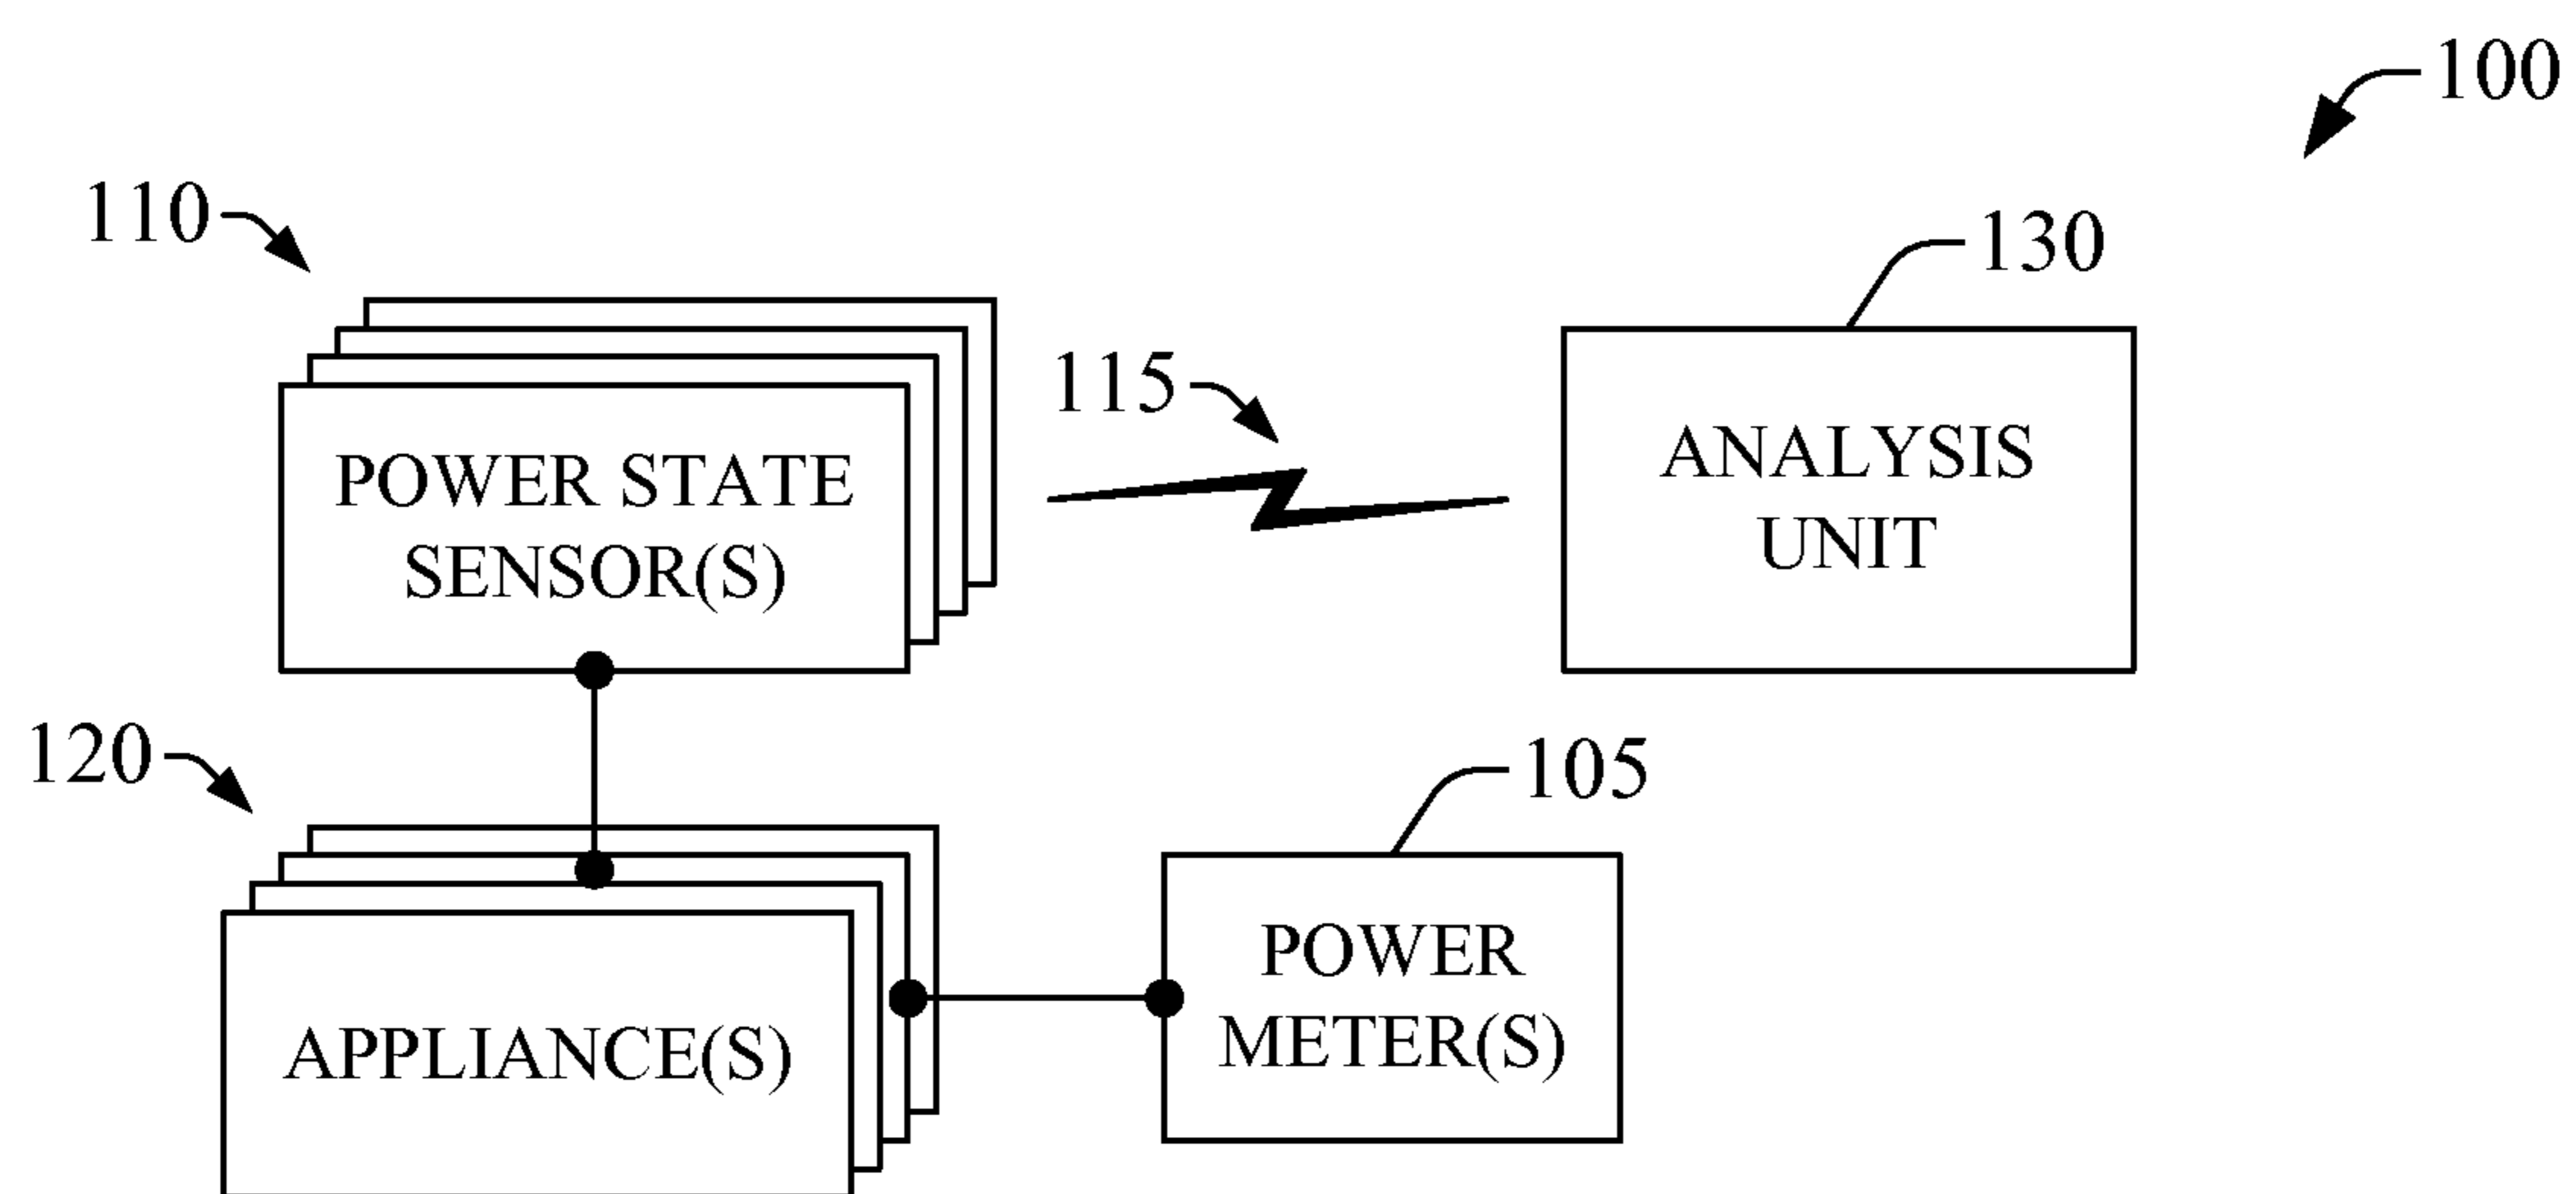 100
110
130
115
POWER STATE
SENSOR(S)
ANALYSIS
UNIT
120
105
POWER
METER(S)
APPLIANCE(S)